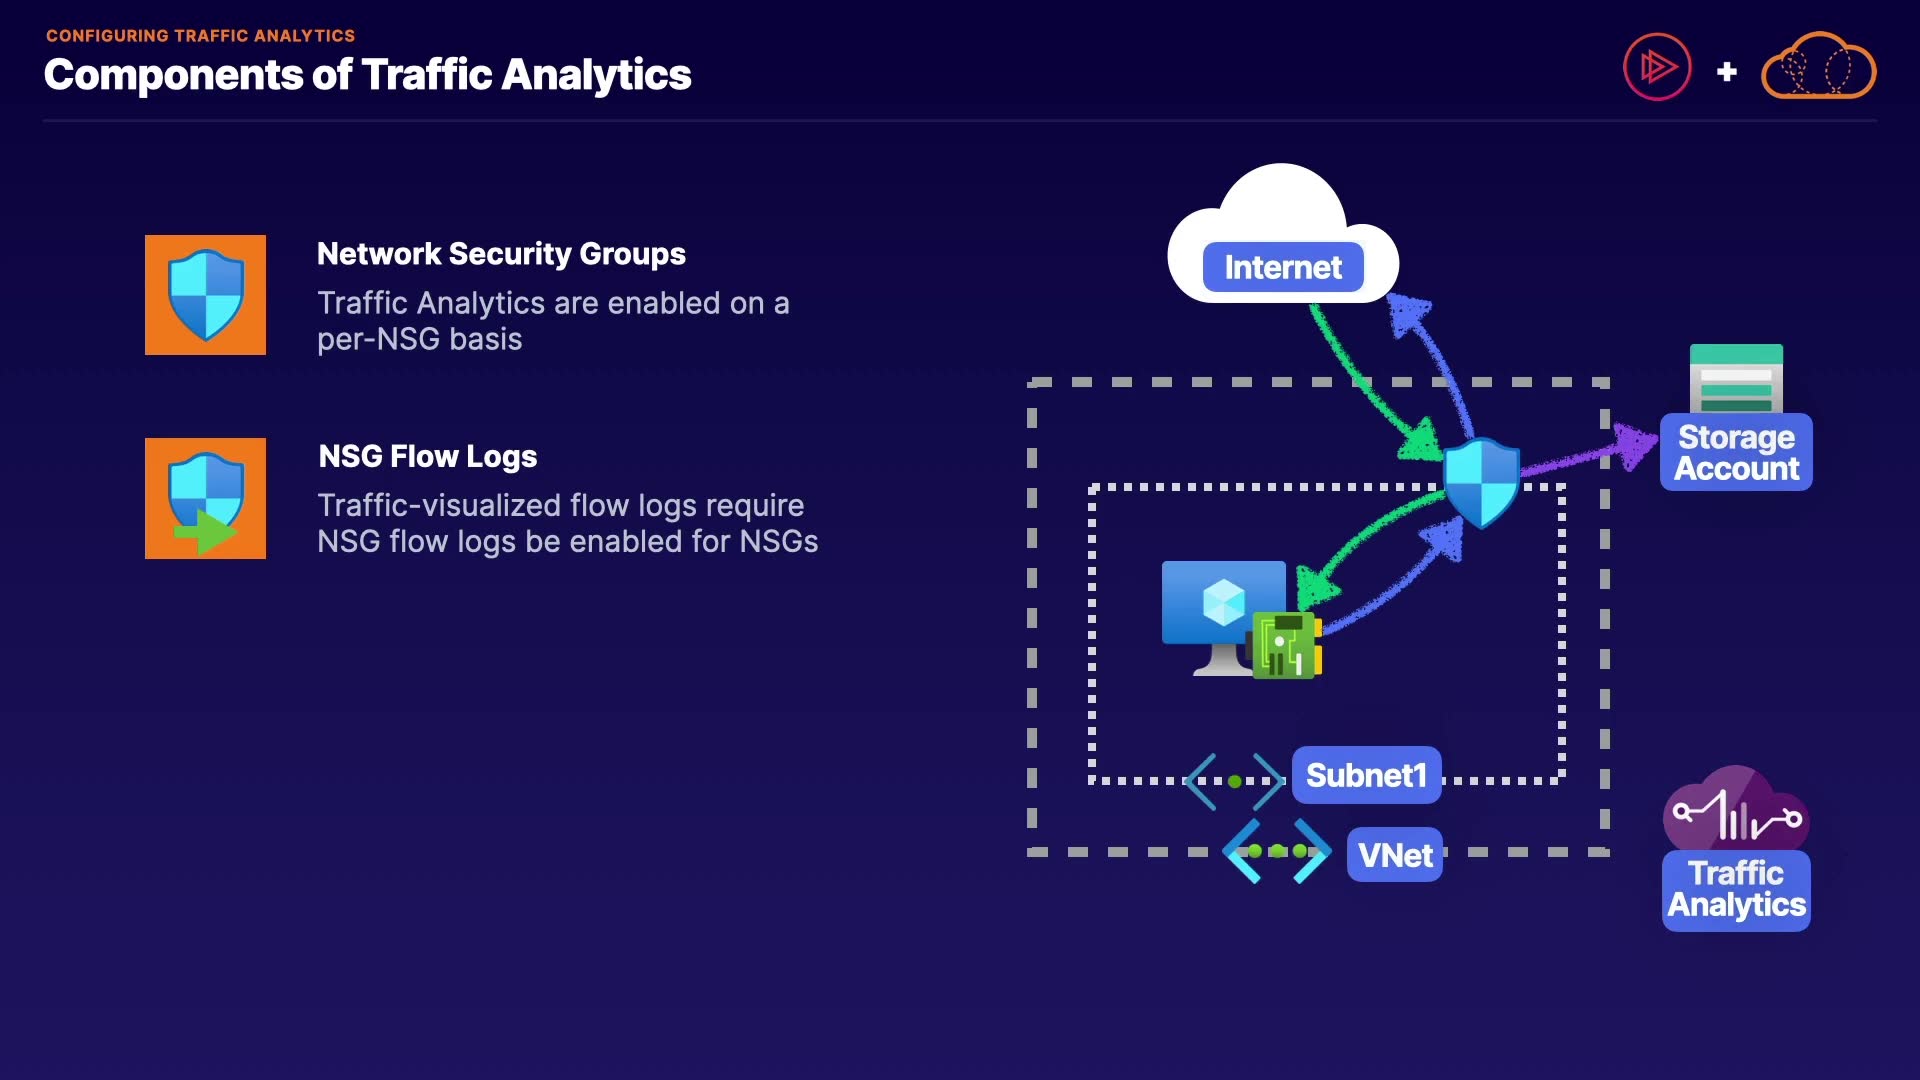 CONFIGURING TRAFFIC ANALYTICS
Components of Traffic Analytics
Network Security Groups
Traffic Analytics are enabled on a
per-NSG basis
NSG Flow Logs
Traffic-visualized flow logs require
NSG flow logs be enabled for NSGs
Internet
Storage
Account
Subnet1
VNet
Traffic
Analytics